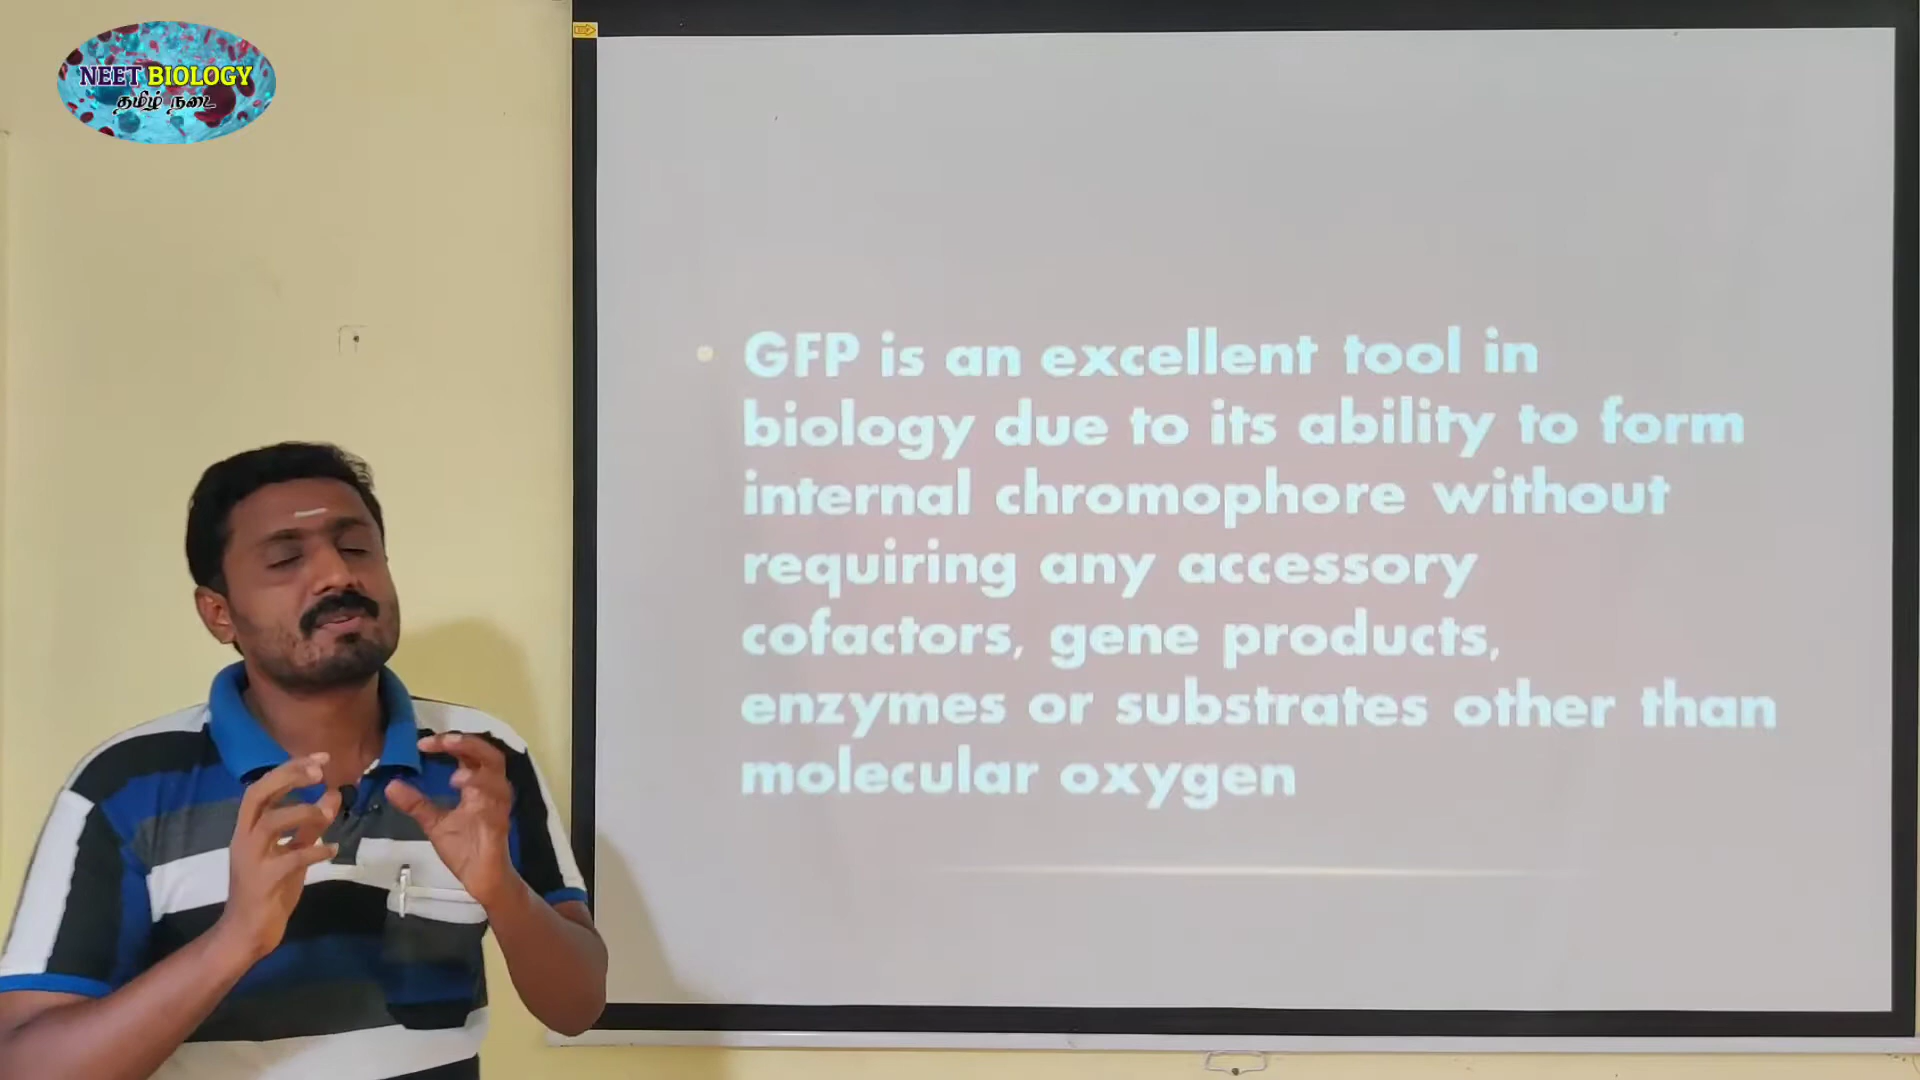 NEET BIOLOGY
தமிழ் நடை
GFP is an excellent tool in
biology due to its ability to form
internal chromophore without
requiring any accessory
cofactors, gene products,
enzymes or substrates other than
molecular oxygen